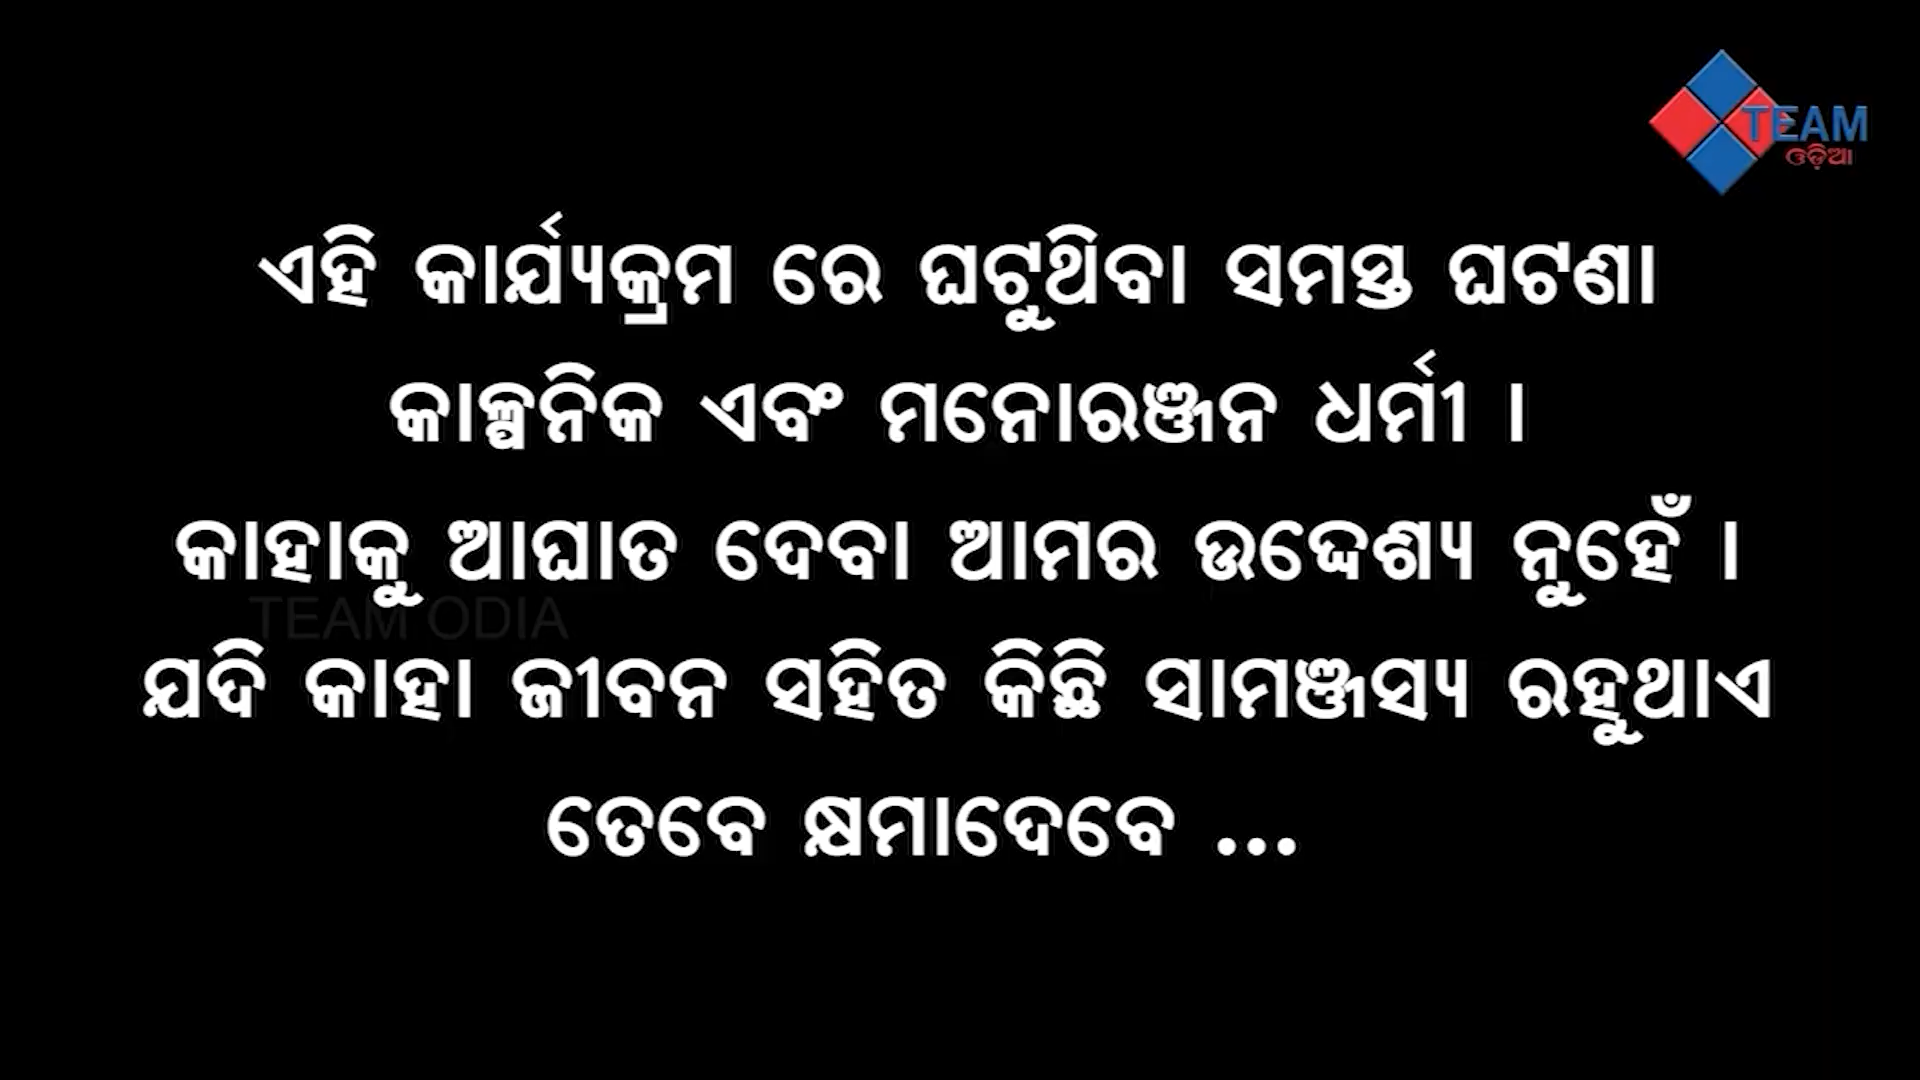 TEAM
ଓଡ଼ିଆ
ଏହି କାର୍ଯ୍ୟକ୍ରମ ରେ ଘଟୁଥିବା ସମସ୍ତ ଘଟଣା
କାଳ୍ପନିକ ଏବଂ ମନୋରଞ୍ଜନ ଧର୍ମୀ ।
କାହାକୁ ଆଘାତ ଦେବା ଆମର ଉଦ୍ଦେଶ୍ୟ ନୁହେଁ ।
TEAM ODIA
ଯଦି କାହା ଜୀବନ ସହିତ କିଛି ସାମଞ୍ଜସ୍ୟ ରହୁଥାଏ
ତେବେ କ୍ଷମାଦେବେ ...